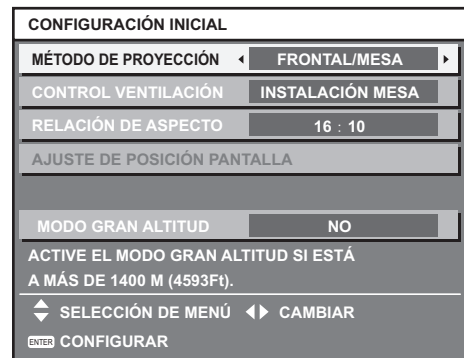 CONFIGURACIÓN INICIAL
MÉTODO DE PROYECCIÓN FRONTAL/MESA
CONTROL VENTILACIÓN INSTALACIÓN MESA
RELACIÓN DE ASPECTO 16 : 10
AJUSTE DE POSICIÓN PANTALLA
MODO GRAN ALTITUD NO
ACTIVE EL MODO GRAN ALTITUD SI ESTÁ
A MÁS DE 1400 M (4593Ft).
SELECCIÓN DE MENÚ CAMBIAR
ENTER CONFIGURAR